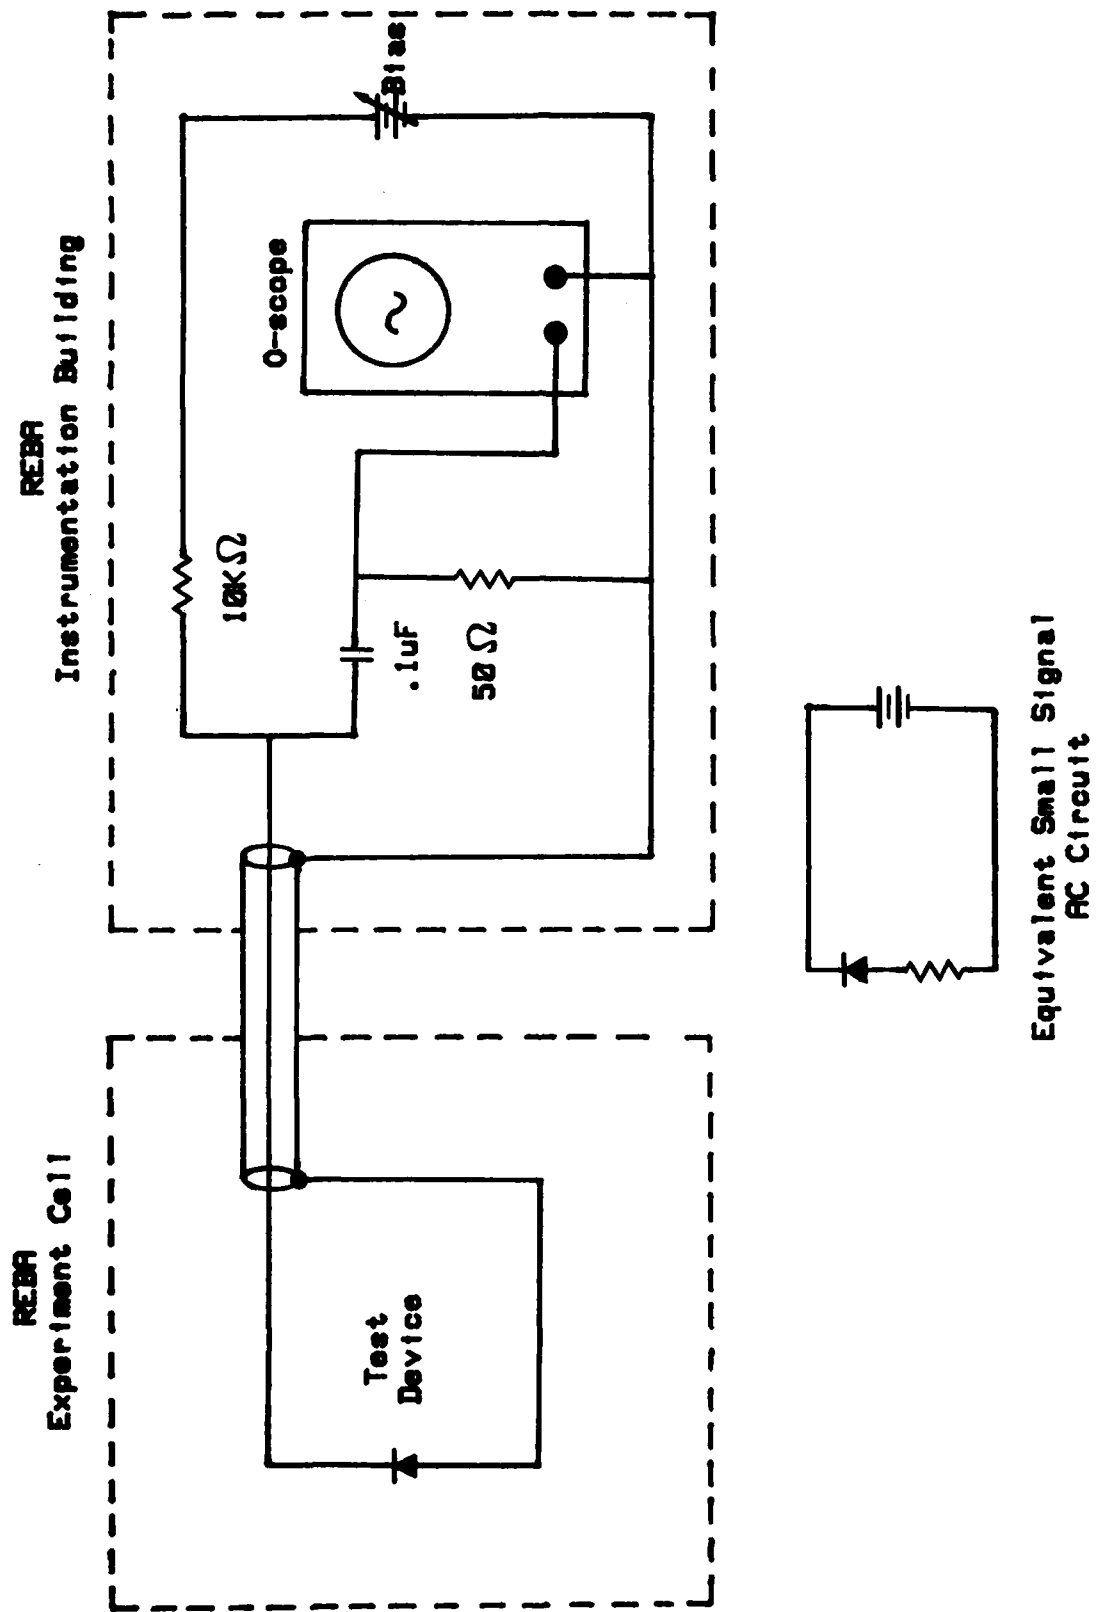 REBA
Experiment Cell
REBA
Instrumentation Building
Test
Device
10KΩ
.1uF
50 Ω
O-scope
Bias
Equivalent Small Signal
AC Circuit